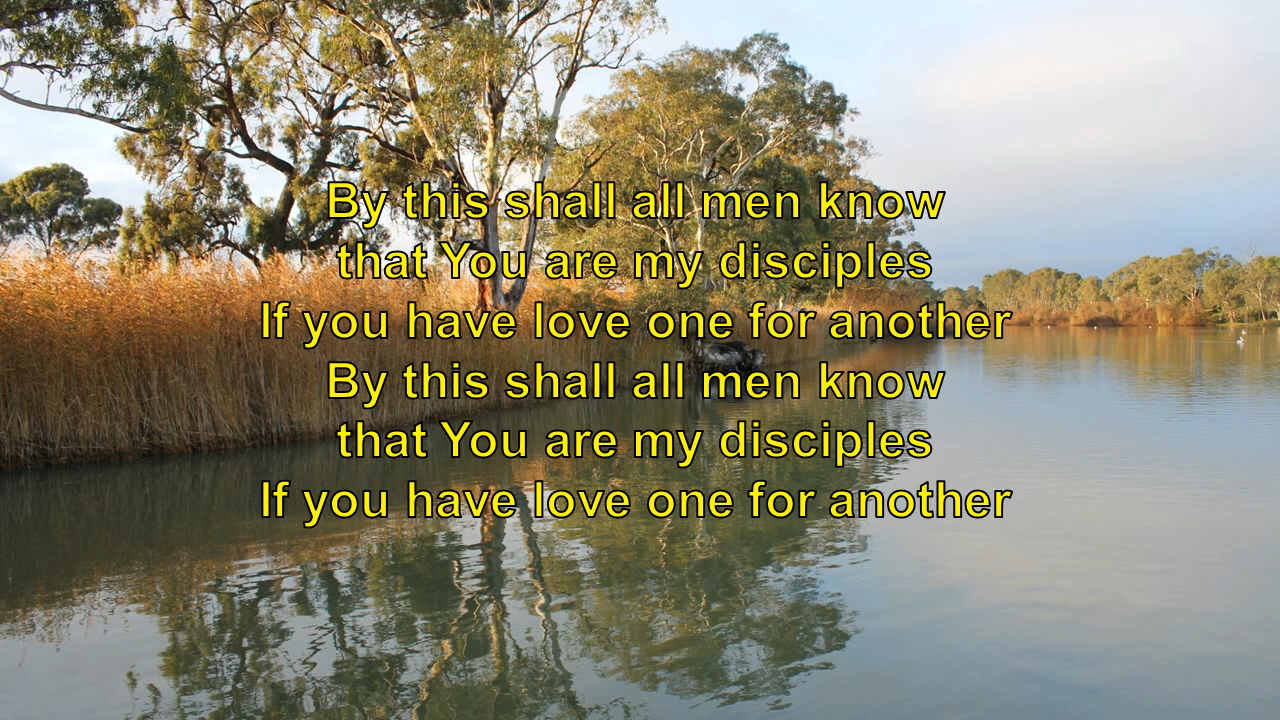 By this shall all men know
that You are my disciples
If you have love one for another
By this shall all men know
that You are my disciples
If you have love one for another